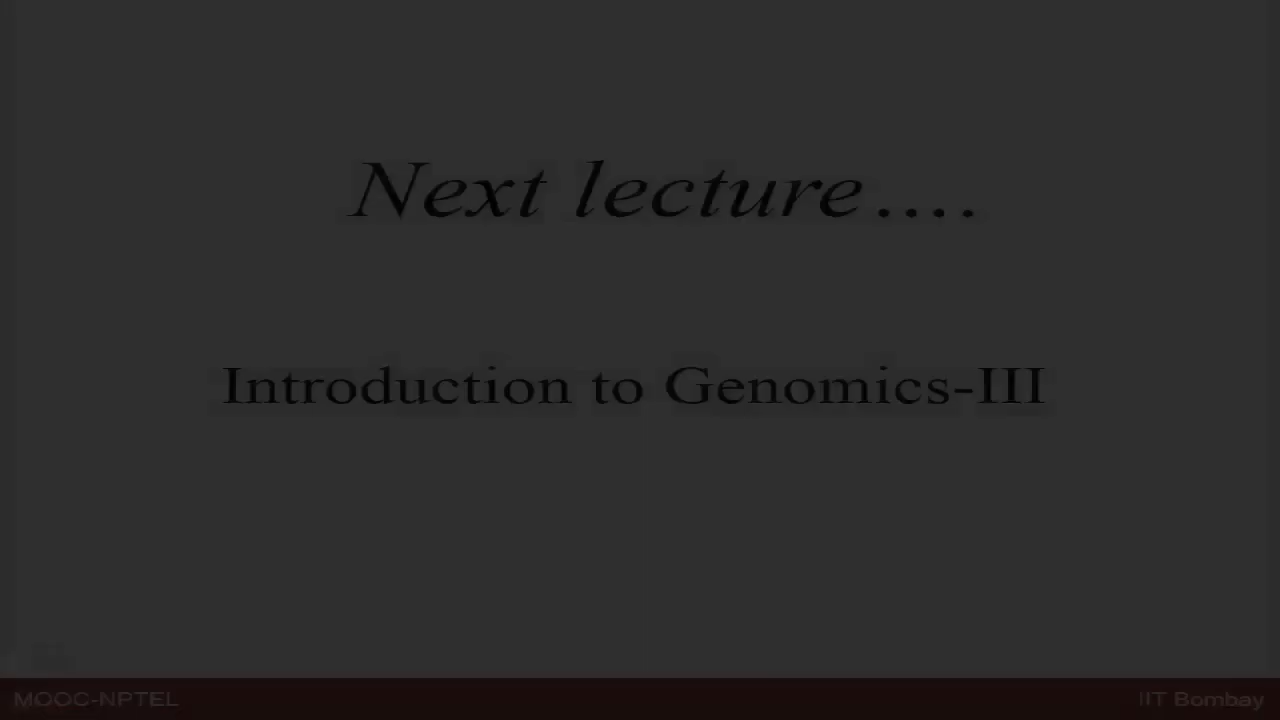 Next lecture….
Introduction to Genomics-III
MOOC-NPTEL
IIT Bombay